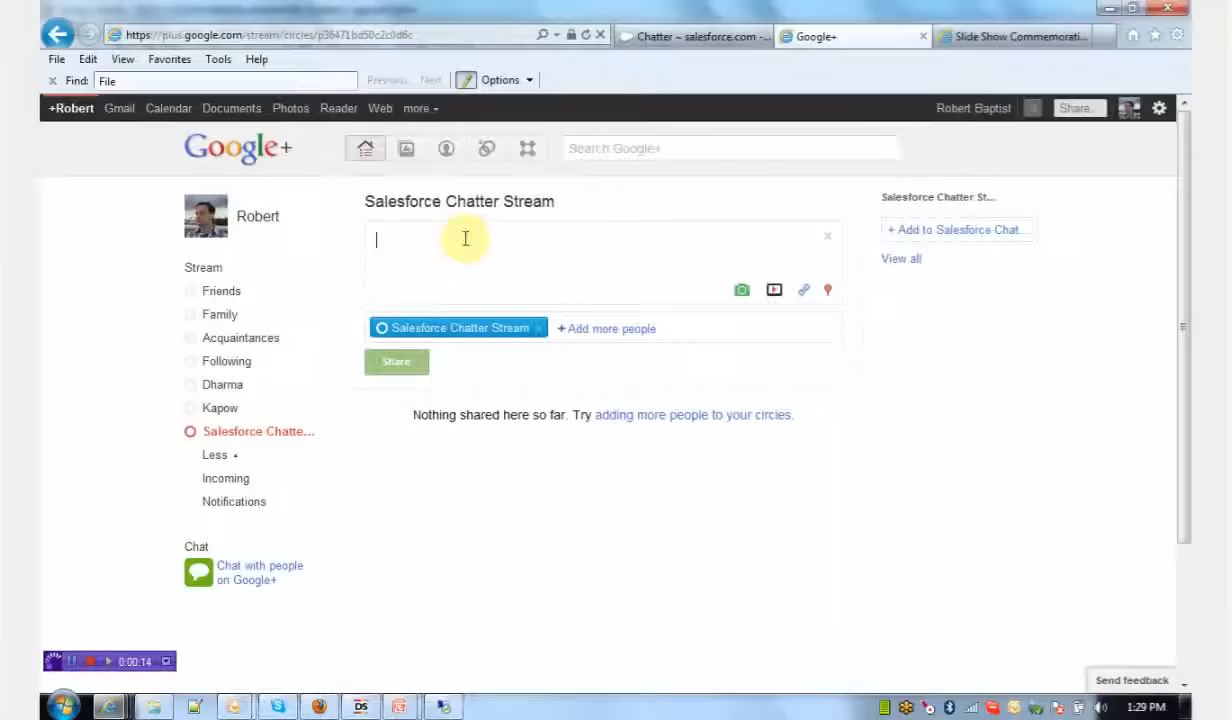 https://plus.google.com/stream/circles/p36471bd50c2c0d6c
Chatter ~ salesforce.com -...
Google+
Slide Show Commemorati...
File Edit View Favorites Tools Help
Find: File Previous Next Options
+Robert Gmail Calendar Documents Photos Reader Web more
Robert Baptist Share...
Google+
Search Google+
Robert
Salesforce Chatter Stream
Salesforce Chatter St...
+ Add to Salesforce Chat
View all
Stream
Friends
Family
Acquaintances
Following
Dharma
Kapow
Salesforce Chatte...
Less
Incoming
Notifications
Salesforce Chatter Stream + Add more people
Share
Nothing shared here so far. Try adding more people to your circles.
Chat
Chat with people
on Google+
0:00:14
Send feedback
DS
1:29 PM